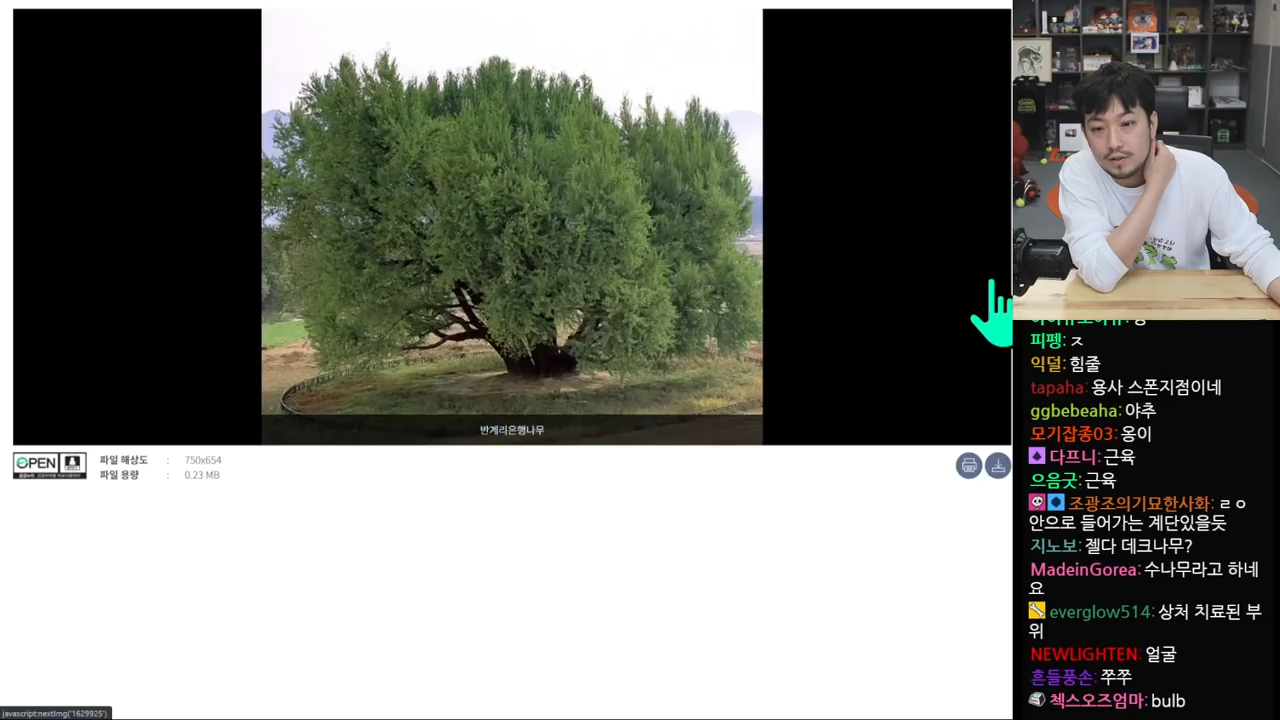 반계리은행나무
OPEN
파일 해상도 : 750x654
파일 용량 : 0.23 MB
javascript:nextImg("1629925")
피펭: ㅈ
익덜: 힘줄
tapaha: 용사 스폰지점이네
ggbebeaha: 야추
모기잡종03: 옹이
다프니: 근육
으음굿: 근육
조광조의기묘한사화: ㄹㅇ
안으로 들어가는 계단있을듯
지노보: 젤다 데크나무?
MadeinGorea: 수나무라고 하네
요
everglow514: 상처 치료된 부
위
NEWLIGHTEN: 얼굴
흔들풍손: 쭈쭈
첵스오즈엄마: bulb